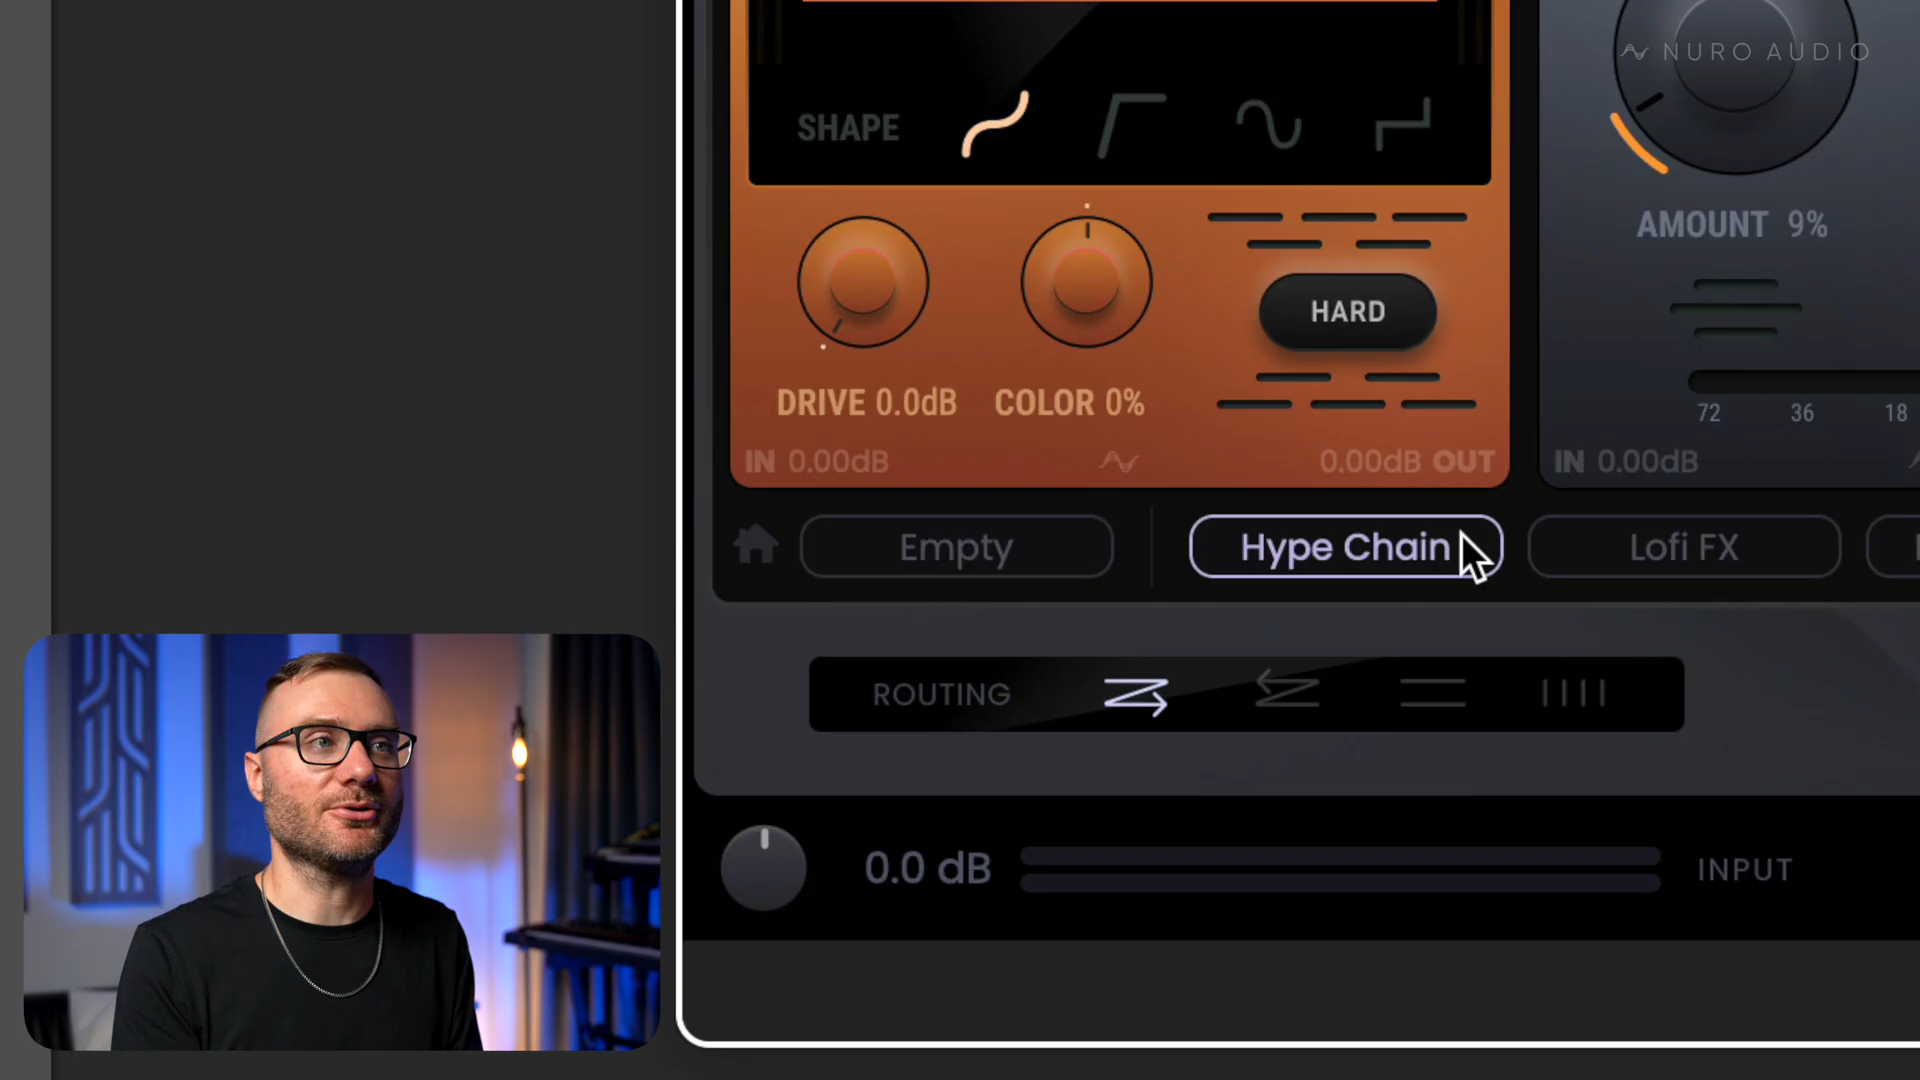 NURO AUDIO
SHAPE
AMOUNT 9%
HARD
DRIVE 0.0dB
COLOR 0%
72 36 18
IN 0.00dB
0.00dB OUT
IN 0.00dB
Empty
Hype Chain
Lofi FX
ROUTING
0.0 dB
INPUT